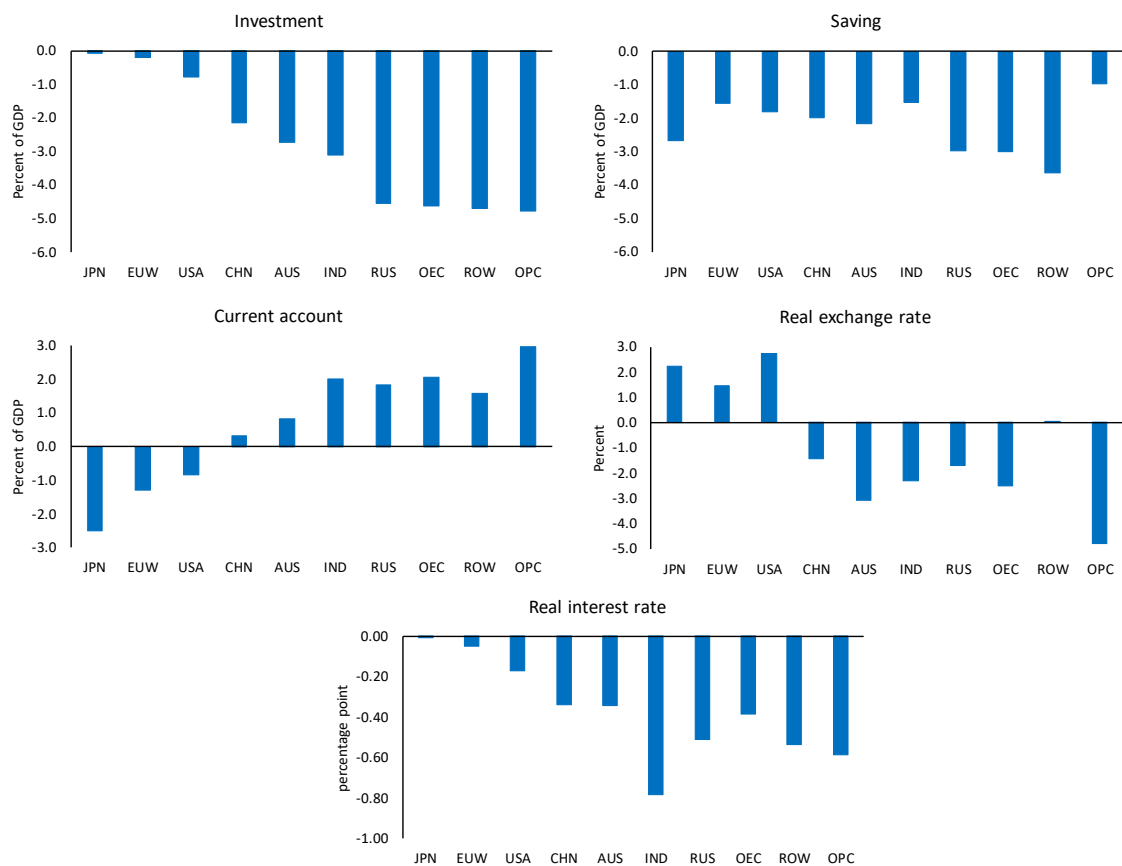 Investment
Percent of GDP
0.0
-1.0
-2.0
-3.0
-4.0
-5.0
-6.0
JPN EUW USA CHN AUS IND RUS OEC ROW OPC
Saving
Percent of GDP
0.0
-1.0
-2.0
-3.0
-4.0
-5.0
-6.0
JPN EUW USA CHN AUS IND RUS OEC ROW OPC
Current account
Percent of GDP
3.0
2.0
1.0
0.0
-1.0
-2.0
-3.0
JPN EUW USA CHN AUS IND RUS OEC ROW OPC
Real exchange rate
Percent
3.0
2.0
1.0
0.0
-1.0
-2.0
-3.0
-4.0
-5.0
JPN EUW USA CHN AUS IND RUS OEC ROW OPC
Real interest rate
percentage point
0.00
-0.20
-0.40
-0.60
-0.80
-1.00
JPN EUW USA CHN AUS IND RUS OEC ROW OPC